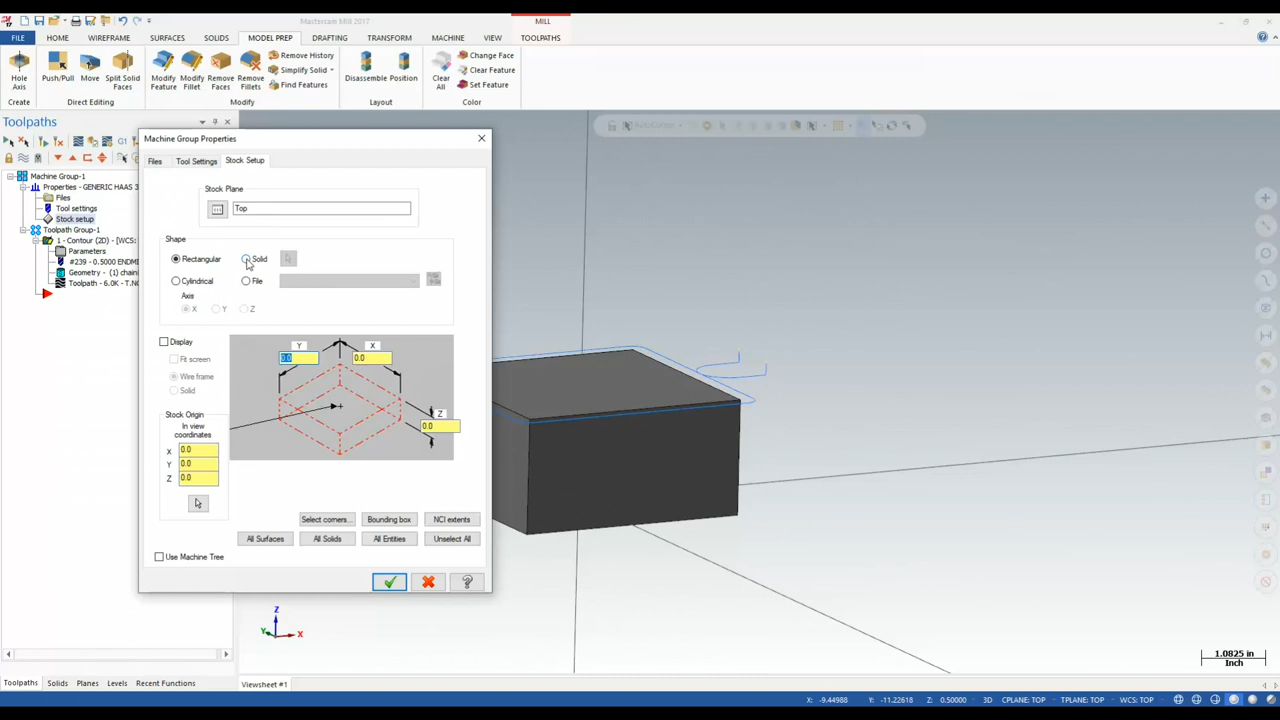 Mastercam Mill 2017
MILL
FILE HOME WIREFRAME SURFACES SOLIDS MODEL PREP DRAFTING TRANSFORM MACHINE VIEW TOOLPATHS
Hole Axis
Push/Pull
Move
Split Solid Faces
Modify Feature
Modify Fillet
Remove Faces
Remove Fillets
Remove History
Simplify Solid
Find Features
Disassemble
Position
Clear All
Change Face
Clear Feature
Set Feature
Create
Direct Editing
Modify
Layout
Color
Toolpaths
Machine Group-1
Properties - GENERIC HAAS 3
Files
Tool settings
Stock setup
Toolpath Group-1
1 - Contour (2D) - [WCS:
Parameters
#239 - 0.5000 ENDM
Geometry - (1) chain
Toolpath - 6.0K - T.NC
G1
AutoCursor
Machine Group Properties
Files Tool Settings Stock Setup
Stock Plane
Top
Shape
Rectangular
Solid
Cylindrical
File
Axis
X Y Z
Display
Fit screen
Wire frame
Solid
Y
0.0
X
0.0
Z
0.0
Stock Origin
In view
coordinates
X 0.0
Y 0.0
Z 0.0
Select corners...
Bounding box
NCI extents
All Surfaces
All Solids
All Entities
Unselect All
Use Machine Tree
Z
Y
X
1.0825 in
Inch
Toolpaths Solids Planes Levels Recent Functions
Viewsheet #1
X: -9.44988 Y: -11.22618 Z: 0.50000 3D CPLANE: TOP TPLANE: TOP WCS: TOP